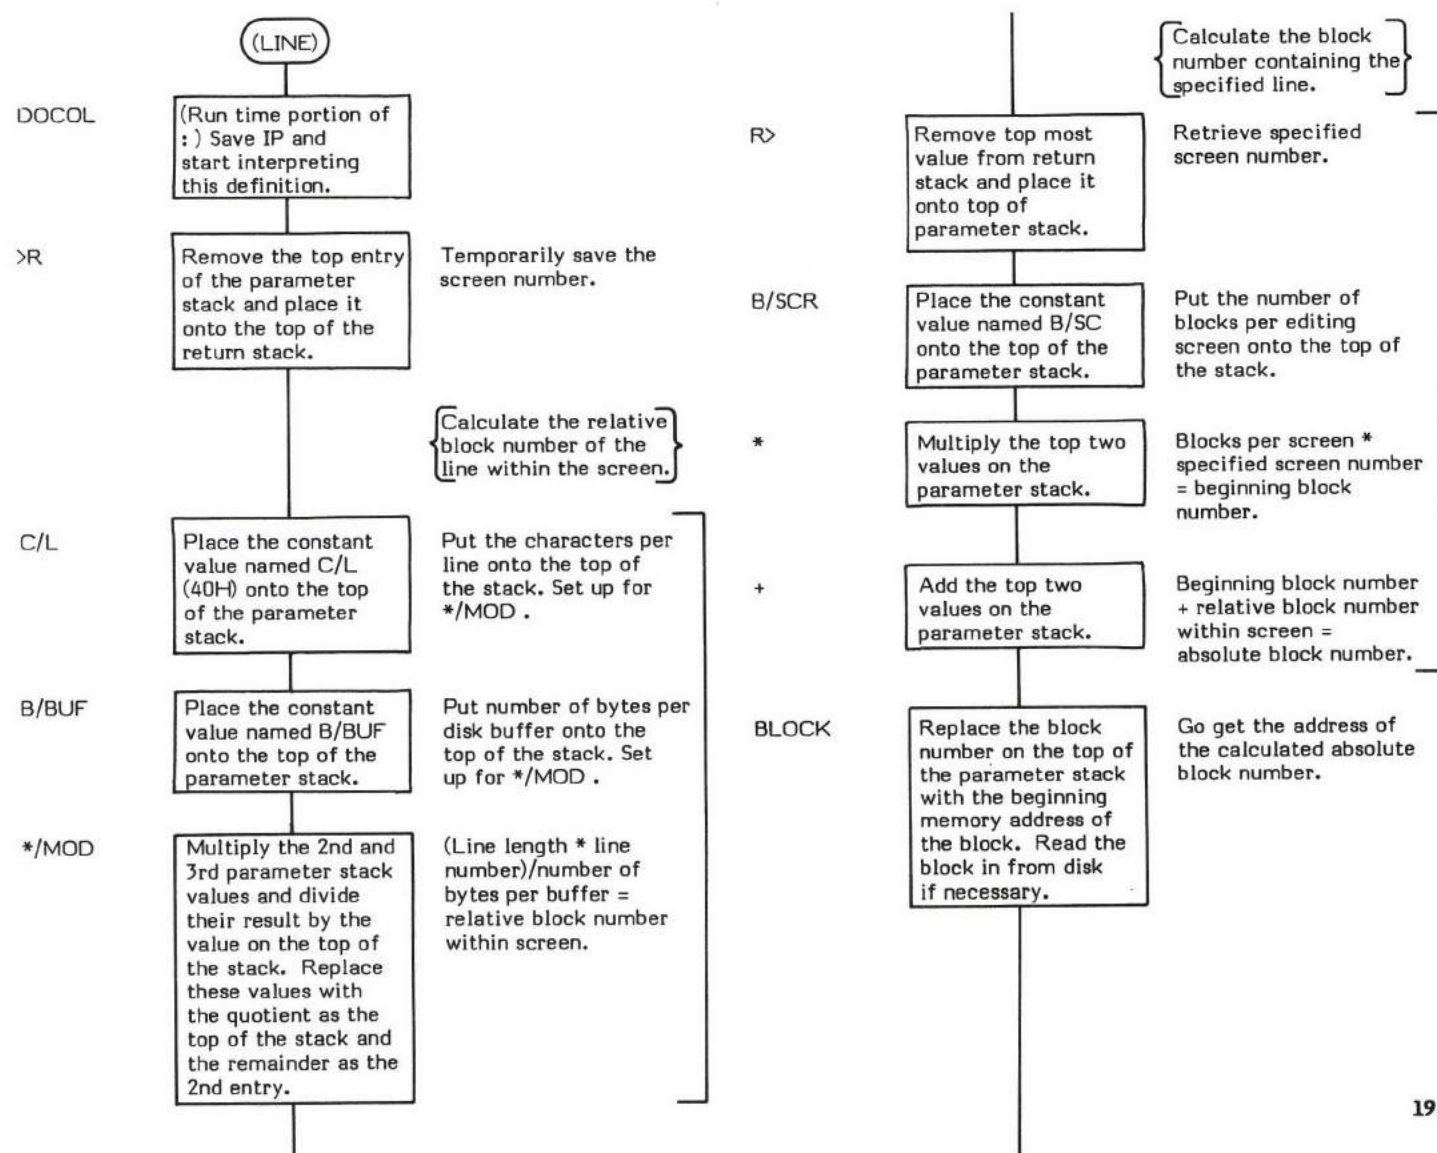 (LINE)
DOCOL
(Run time portion of
: ) Save IP and
start interpreting
this definition.
>R
Remove the top entry
of the parameter
stack and place it
onto the top of the
return stack.
Temporarily save the
screen number.
Calculate the relative
block number of the
line within the screen.
C/L
Place the constant
value named C/L
(40H) onto the top
of the parameter
stack.
Put the characters per
line onto the top of
the stack. Set up for
*/MOD .
B/BUF
Place the constant
value named B/BUF
onto the top of the
parameter stack.
Put number of bytes per
disk buffer onto the
top of the stack. Set
up for */MOD .
*/MOD
Multiply the 2nd and
3rd parameter stack
values and divide
their result by the
value on the top of
the stack. Replace
these values with
the quotient as the
top of the stack and
the remainder as the
2nd entry.
(Line length * line
number)/number of
bytes per buffer =
relative block number
within screen.
Calculate the block
number containing the
specified line.
R>
Remove top most
value from return
stack and place it
onto top of
parameter stack.
Retrieve specified
screen number.
B/SCR
Place the constant
value named B/SC
onto the top of the
parameter stack.
Put the number of
blocks per editing
screen onto the top of
the stack.
*
Multiply the top two
values on the
parameter stack.
Blocks per screen *
specified screen number
= beginning block
number.
+
Add the top two
values on the
parameter stack.
Beginning block number
+ relative block number
within screen =
absolute block number.
BLOCK
Replace the block
number on the top of
the parameter stack
with the beginning
memory address of
the block. Read the
block in from disk
if necessary.
Go get the address of
the calculated absolute
block number.
19